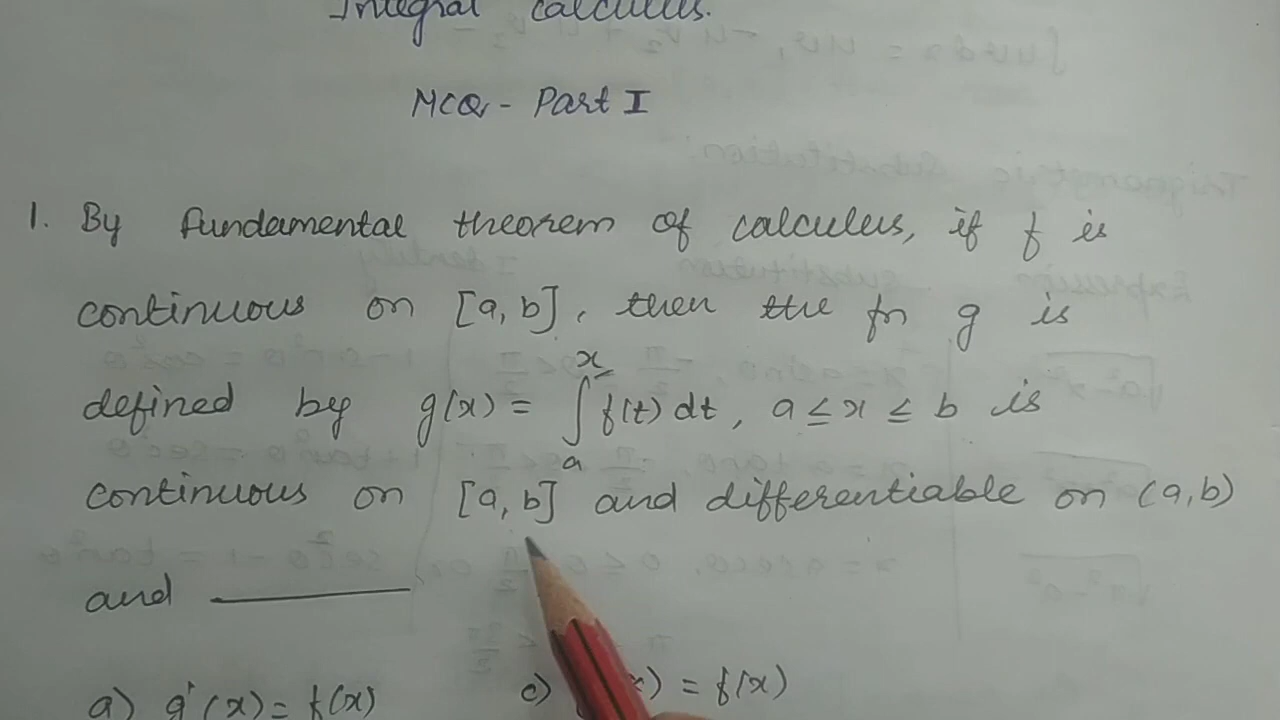 Integral calculus.
MCQ - Part I
1. By fundamental theorem of calculus, if f is
continuous on [a, b], then the fn g is
defined by g(x) = ∫ₐˣ f(t) dt, a ≤ x ≤ b is
continuous on [a, b] and differentiable on (a, b)
and ________
a) g'(x) = f(x) c) x) = f(x)